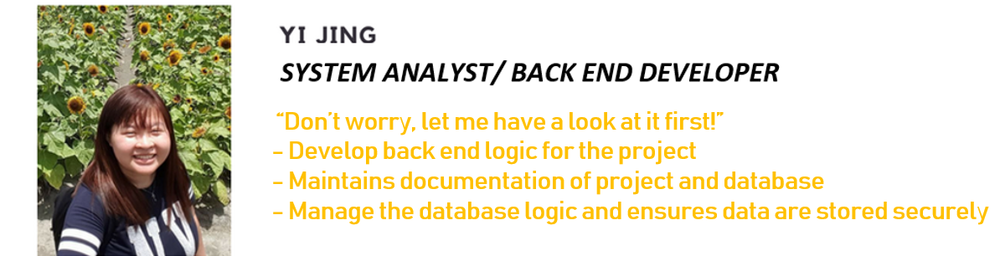 YI JING
SYSTEM ANALYST/ BACK END DEVELOPER
“Don’t worry, let me have a look at it first!”
– Develop back end logic for the project
– Maintains documentation of project and database
– Manage the database logic and ensures data are stored securely